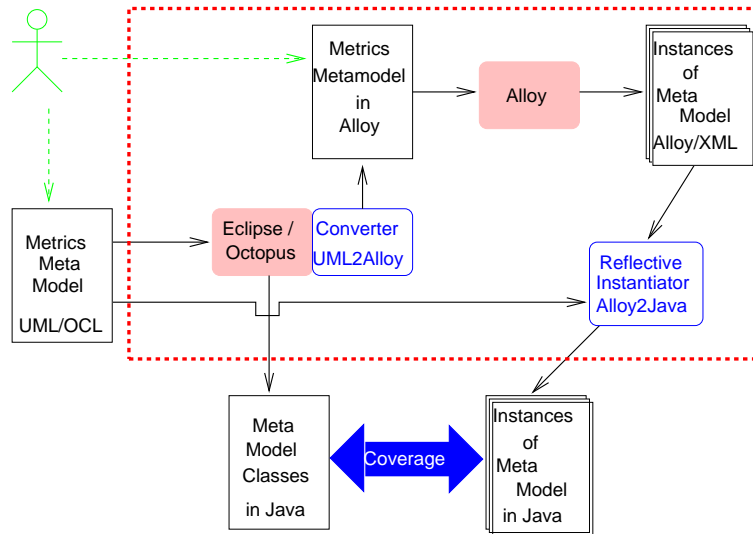 Metrics
Metamodel
in
Alloy
Alloy
Instances
of
Meta
Model
Alloy/XML
Metrics
Meta
Model
UML/OCL
Eclipse /
Octopus
Converter
UML2Alloy
Reflective
Instantiator
Alloy2Java
Meta
Model
Classes
in Java
Coverage
Instances
of
Meta
Model
in Java